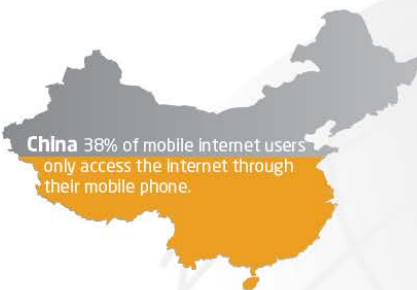 China 38% of mobile internet users
only access the internet through
their mobile phone.